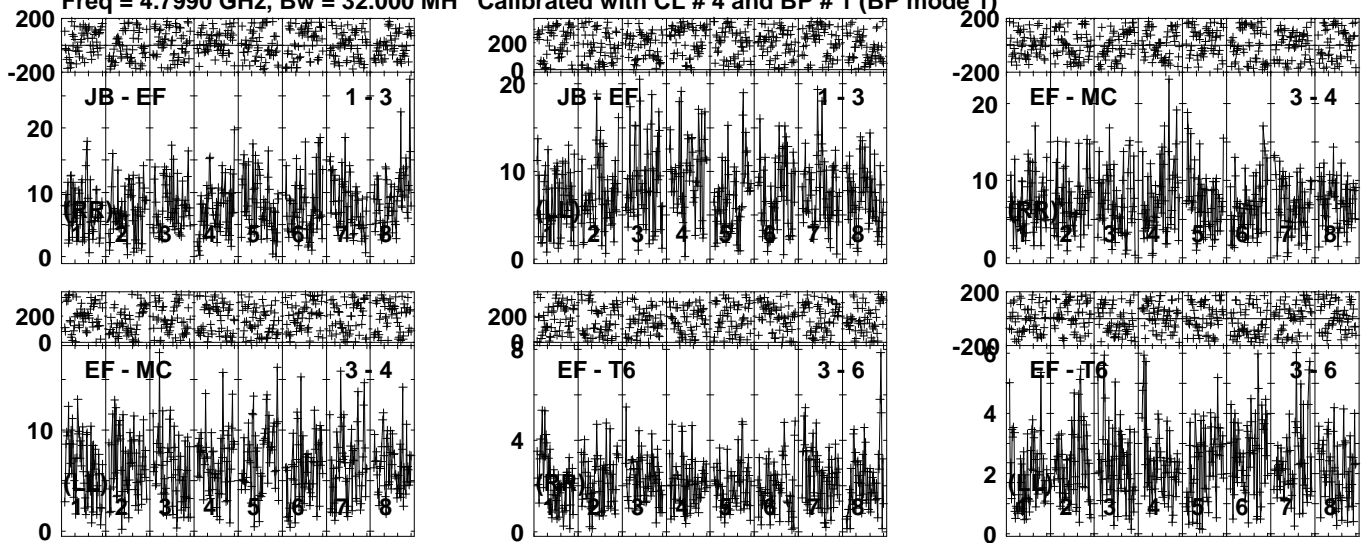 Freq = 4.7990 GHz, Bw = 32.000 MH Calibrated with CL # 4 and BP # 1 (BP mode 1)
200
-200
JB - EF 1 - 3
20
10
0
(RR)
1 2 3 4 5 6 7 8
200
0
JB - EF 1 - 3
20
10
0
(LL)
1 2 3 4 5 6 7 8
200
-200
EF - MC 3 - 4
20
10
0
(RR)
1 2 3 4 5 6 7 8
200
0
EF - MC 3 - 4
10
0
(LL)
1 2 3 4 5 6 7 8
200
0
EF - T6 3 - 6
8
4
0
(RR)
1 2 3 4 5 6 7 8
200
-200
EF - T6 3 - 6
6
4
2
0
(LL)
1 2 3 4 5 6 7 8